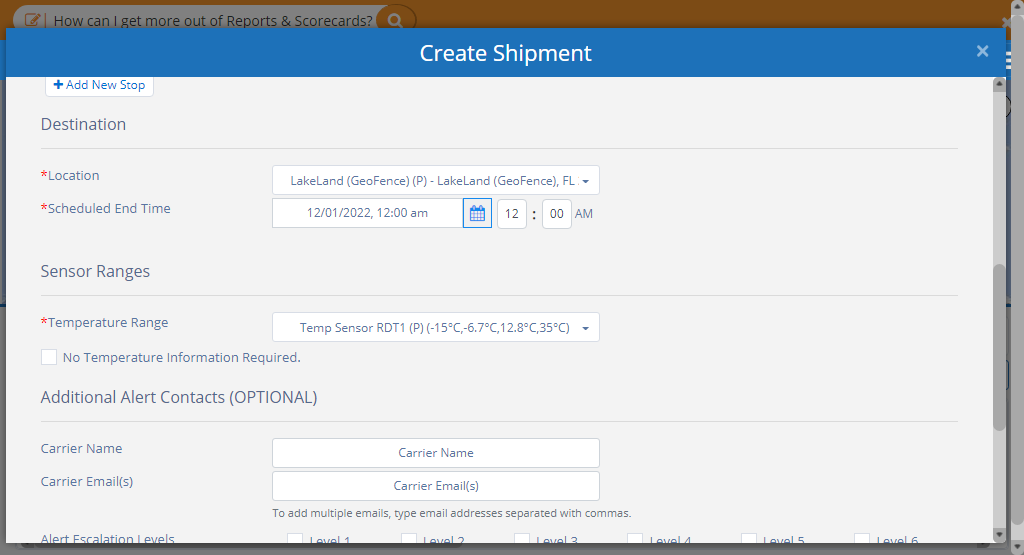 How can I get more out of Reports & Scorecards?
Create Shipment ×
+ Add New Stop
Destination
*Location LakeLand (GeoFence) (P) - LakeLand (GeoFence), FL
*Scheduled End Time 12/01/2022, 12:00 am 12 : 00 AM
Sensor Ranges
*Temperature Range Temp Sensor RDT1 (P) (-15°C,-6.7°C,12.8°C,35°C)
No Temperature Information Required.
Additional Alert Contacts (OPTIONAL)
Carrier Name Carrier Name
Carrier Email(s) Carrier Email(s)
To add multiple emails, type email addresses separated with commas.
Alert Escalation Levels Level 1 Level 2 Level 3 Level 4 Level 5 Level 6